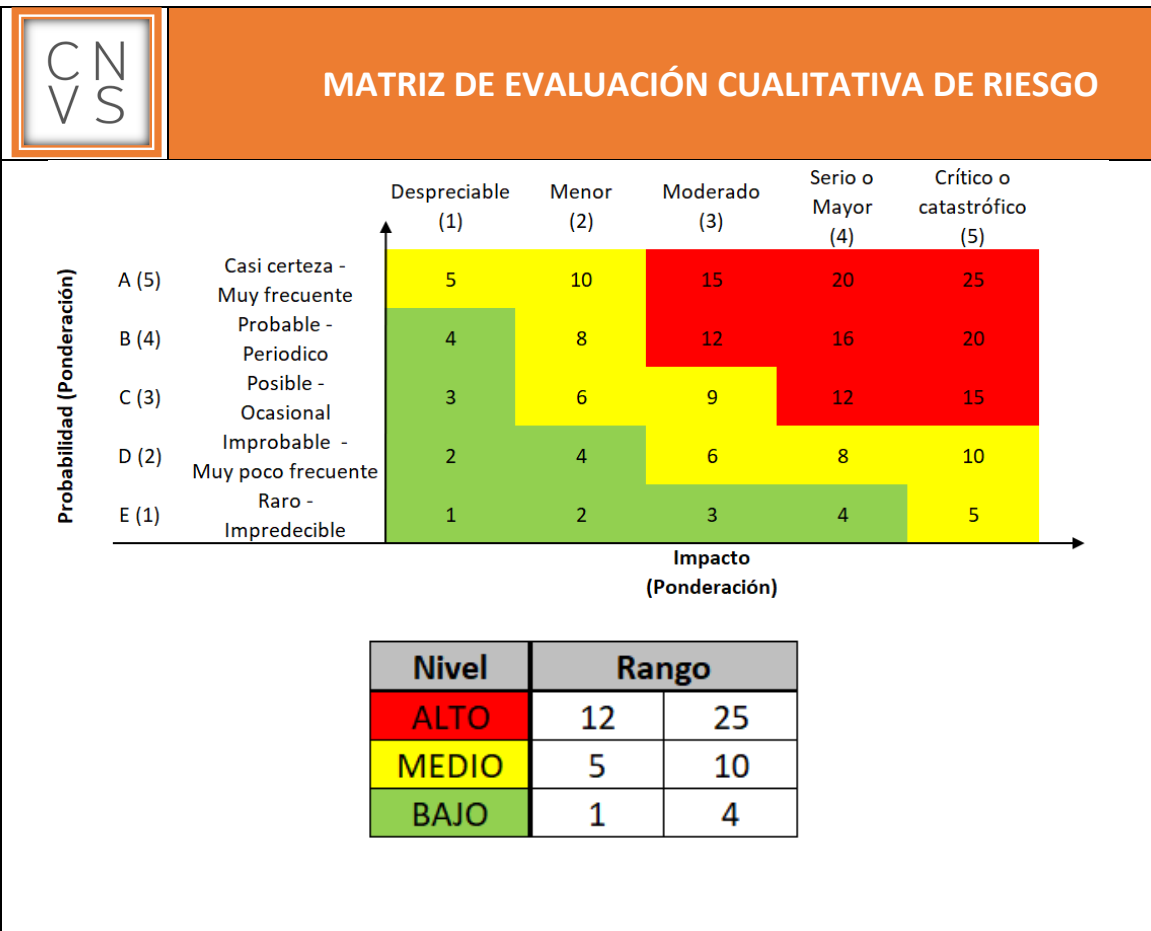 CN
VS
MATRIZ DE EVALUACIÓN CUALITATIVA DE RIESGO
Despreciable
(1)
Menor
(2)
Moderado
(3)
Serio o
Mayor
(4)
Crítico o
catastrófico
(5)
Probabilidad (Ponderación)
A (5)
Casi certeza -
Muy frecuente
5 10 15 20 25
B (4)
Probable -
Periodico
4 8 12 16 20
C (3)
Posible -
Ocasional
3 6 9 12 15
D (2)
Improbable -
Muy poco frecuente
2 4 6 8 10
E (1)
Raro -
Impredecible
1 2 3 4 5
Impacto
(Ponderación)
Nivel Rango
ALTO 12 25
MEDIO 5 10
BAJO 1 4